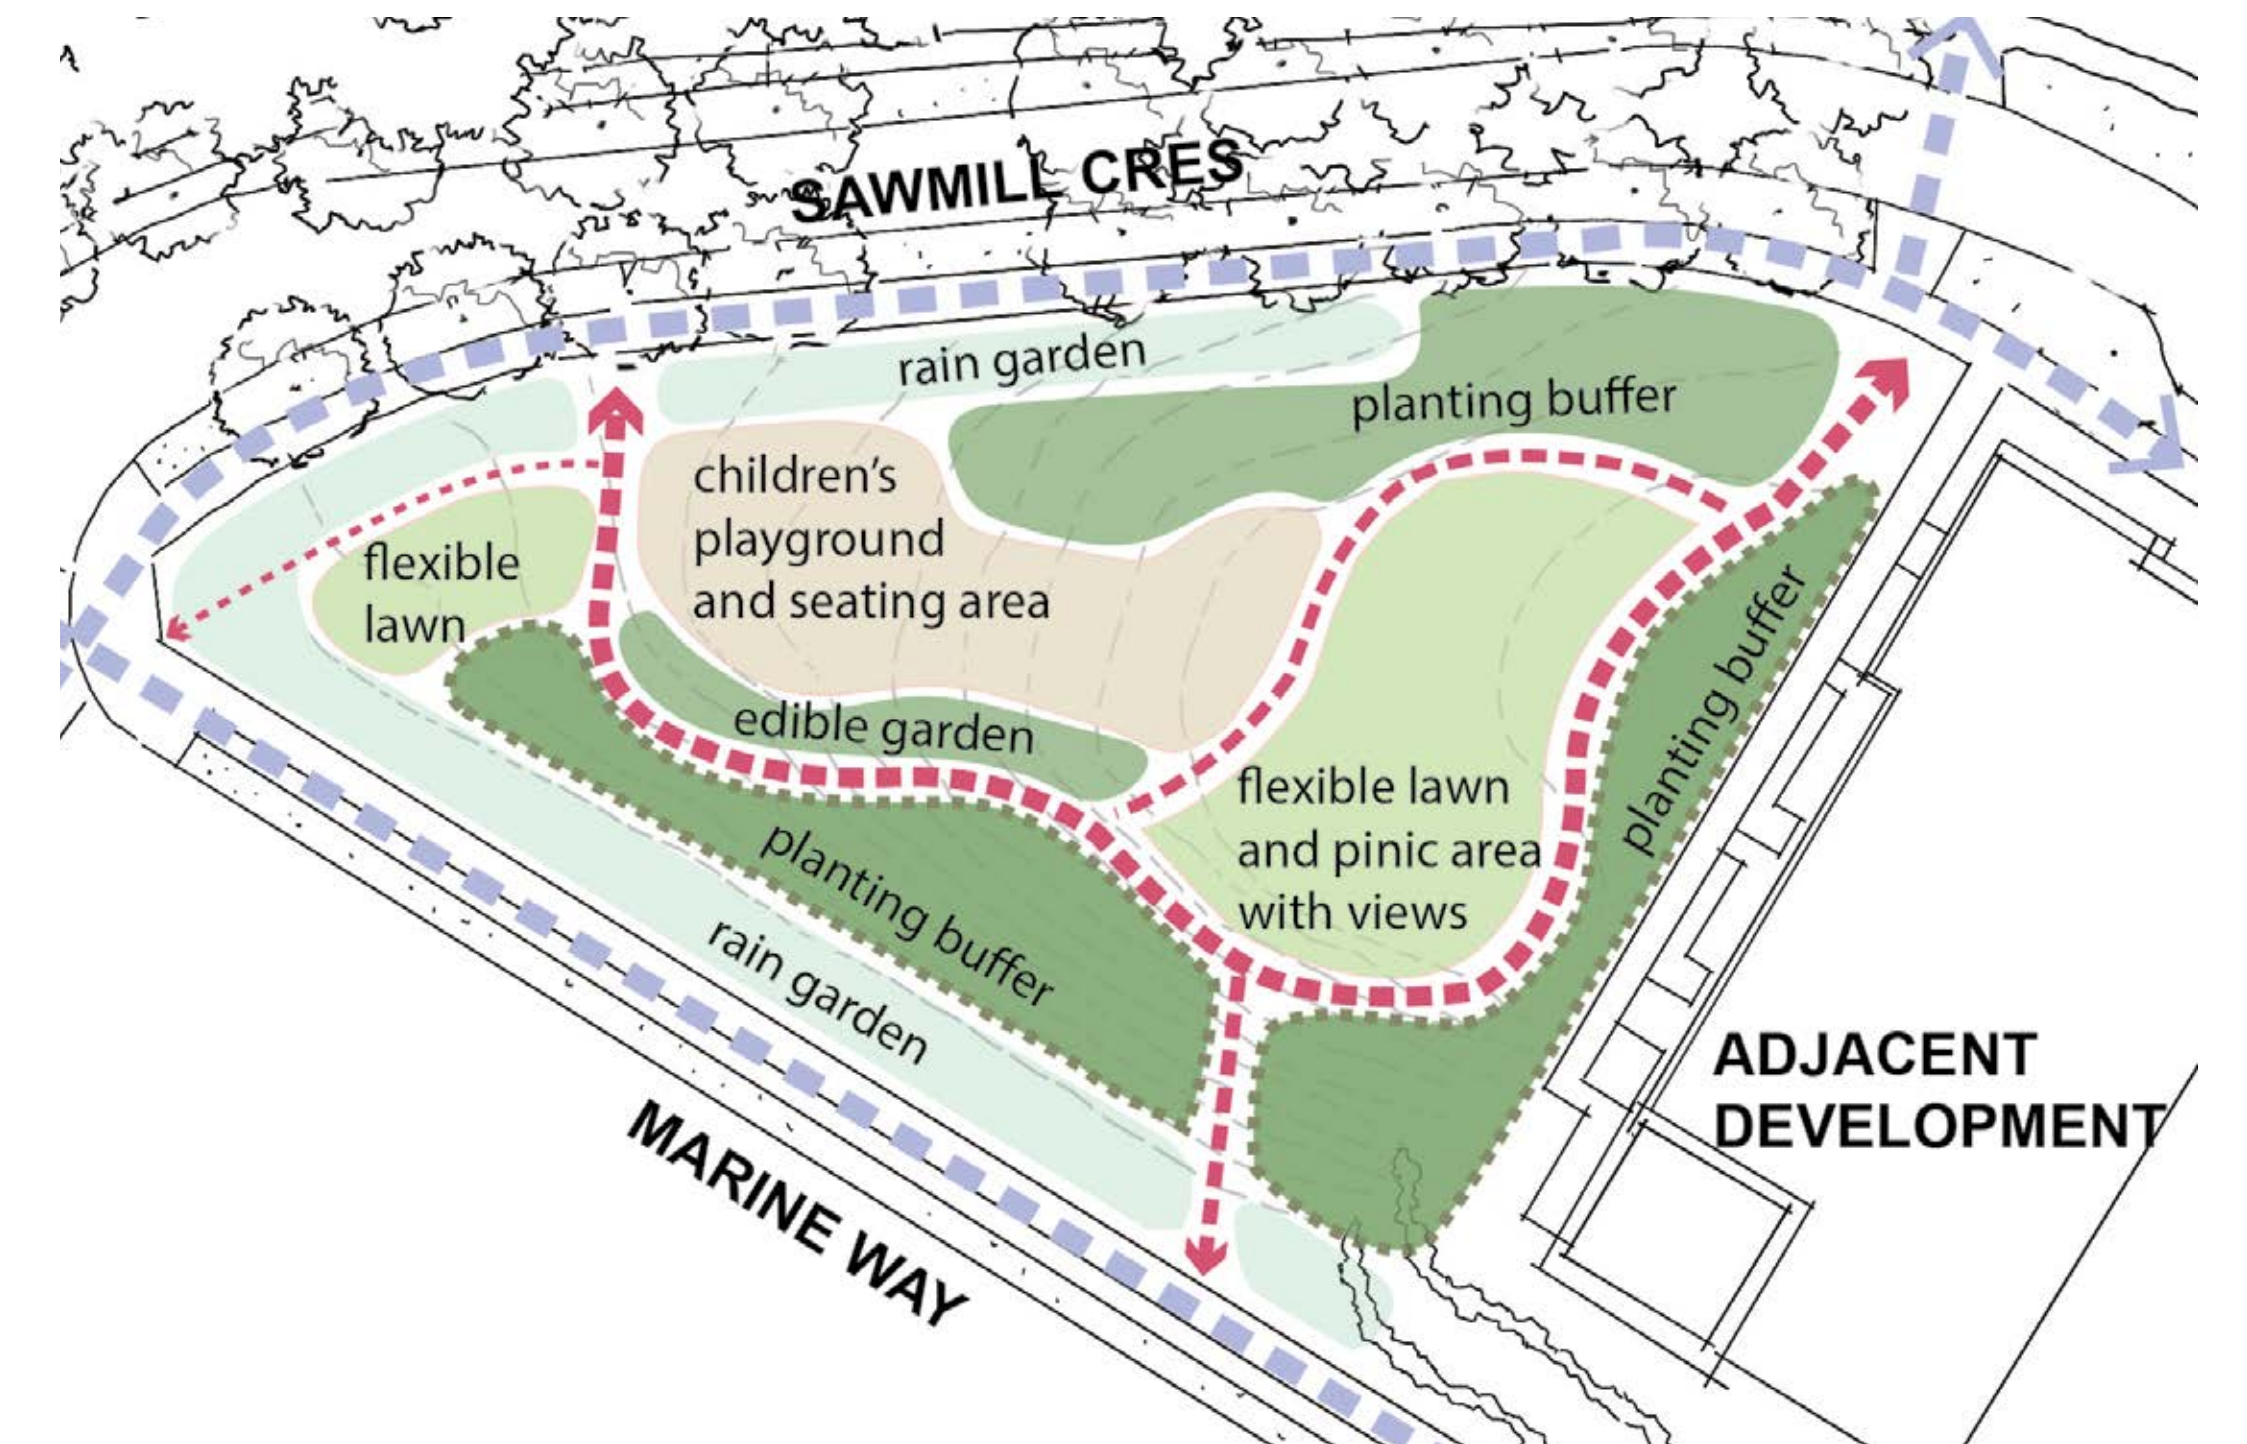 SAWMILL CRES
rain garden
planting buffer
children's
playground
and seating area
flexible
lawn
edible garden
planting buffer
flexible lawn
and pinic area
with views
planting buffer
rain garden
MARINE WAY
ADJACENT
DEVELOPMENT